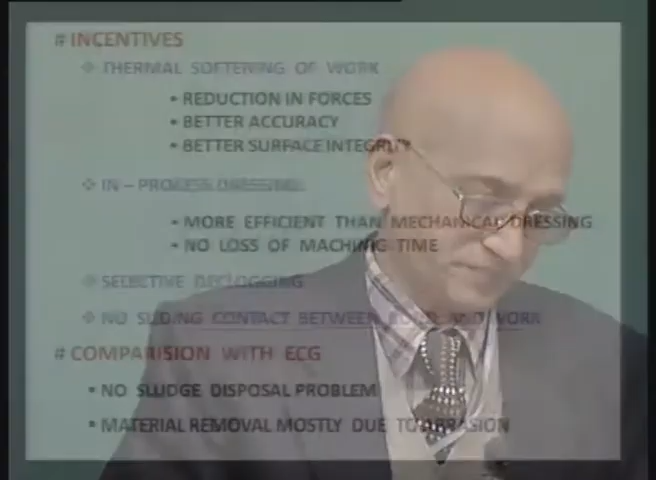 # INCENTIVES
❖ THERMAL SOFTENING OF WORK
• REDUCTION IN FORCES
• BETTER ACCURACY
• BETTER SURFACE INTEGRITY
❖ IN – PROCESS DRESSING:
• MORE EFFICIENT THAN MECHANICAL DRESSING
• NO LOSS OF MACHING TIME
❖ SELECTIVE DECLOGGING
❖ NO SLIDING CONTACT BETWEEN BOND AND WORK
# COMPARISION WITH ECG
• NO SLUDGE DISPOSAL PROBLEM
• MATERIAL REMOVAL MOSTLY DUE TO ABRASION